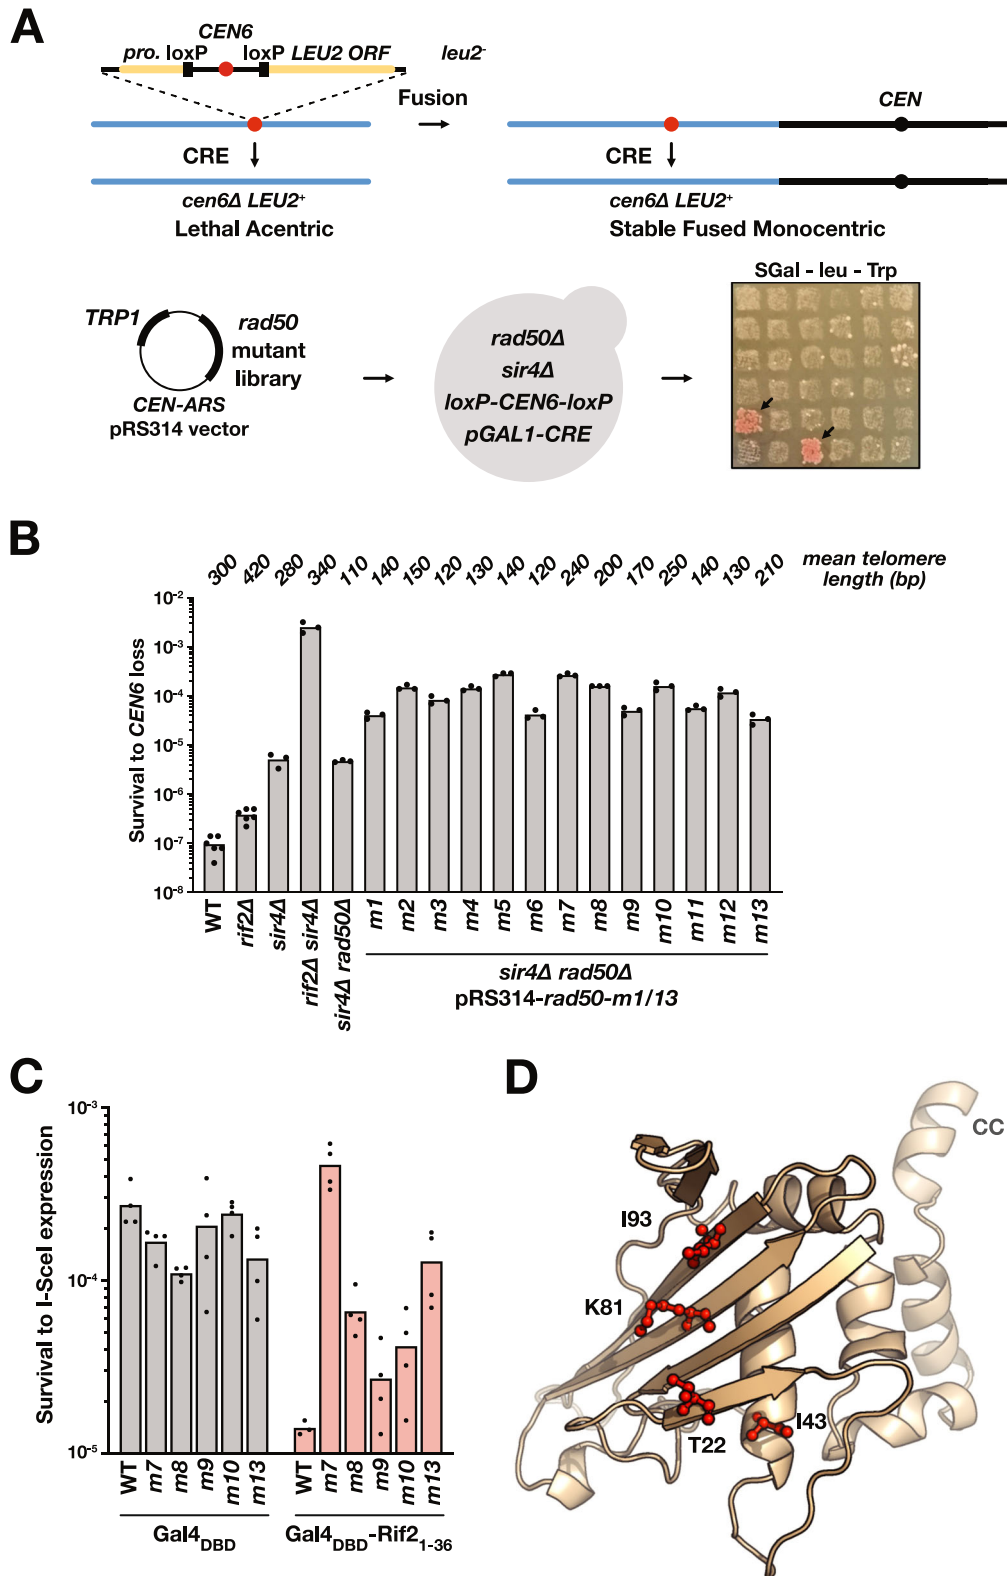 A
CEN6
pro. loxP loxP LEU2 ORF
leu2-
Fusion
CEN
CRE
CRE
cen6Δ LEU2+
cen6Δ LEU2+
Lethal Acentric
Stable Fused Monocentric
SGal - leu - Trp
TRP1
rad50
mutant
library
CEN-ARS
pRS314 vector
rad50Δ
sir4Δ
loxP-CEN6-loxP
pGAL1-CRE
B
300 420 280 340 110 140 150 120 130 140 120 240 200 170 250 140 130 210
mean telomere
length (bp)
Survival to CEN6 loss
10-2
10-3
10-4
10-5
10-6
10-7
10-8
WT rif2Δ sir4Δ rif2Δ sir4Δ sir4Δ rad50Δ m1 m2 m3 m4 m5 m6 m7 m8 m9 m10 m11 m12 m13
sir4Δ rad50Δ
pRS314-rad50-m1/13
C
Survival to I-SceI expression
10-3
10-4
10-5
WT m7 m8 m9 m10 m13
WT m7 m8 m9 m10 m13
Gal4DBD
Gal4DBD-Rif21-36
D
CC
I93
K81
T22
I43